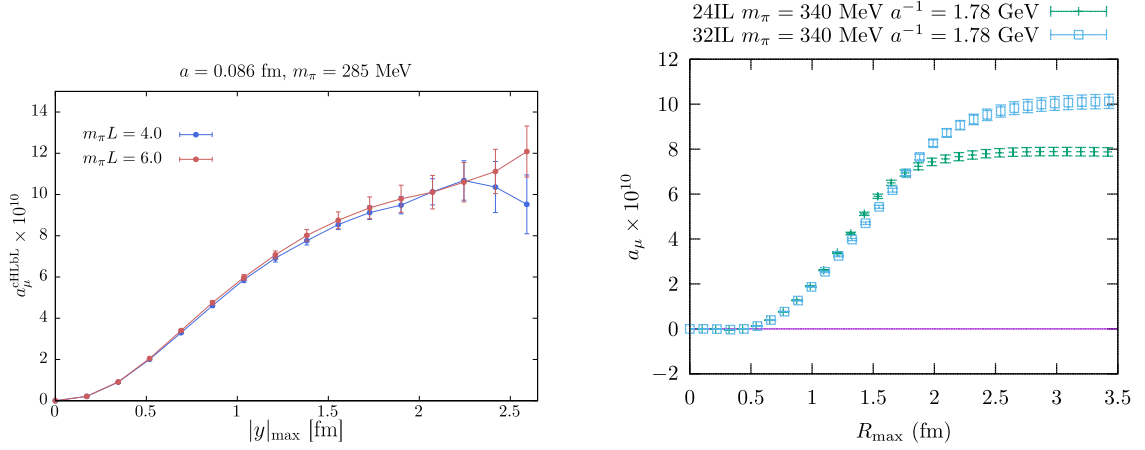 a = 0.086 fm, mπ = 285 MeV
14
12
10
8
6
4
2
0
aμ^cHLbL × 10^10
mπL = 4.0
mπL = 6.0
0 0.5 1 1.5 2 2.5
|y|max [fm]
24IL mπ = 340 MeV a^−1 = 1.78 GeV
32IL mπ = 340 MeV a^−1 = 1.78 GeV
12
10
8
6
4
2
0
−2
aμ × 10^10
0 0.5 1 1.5 2 2.5 3 3.5
Rmax (fm)